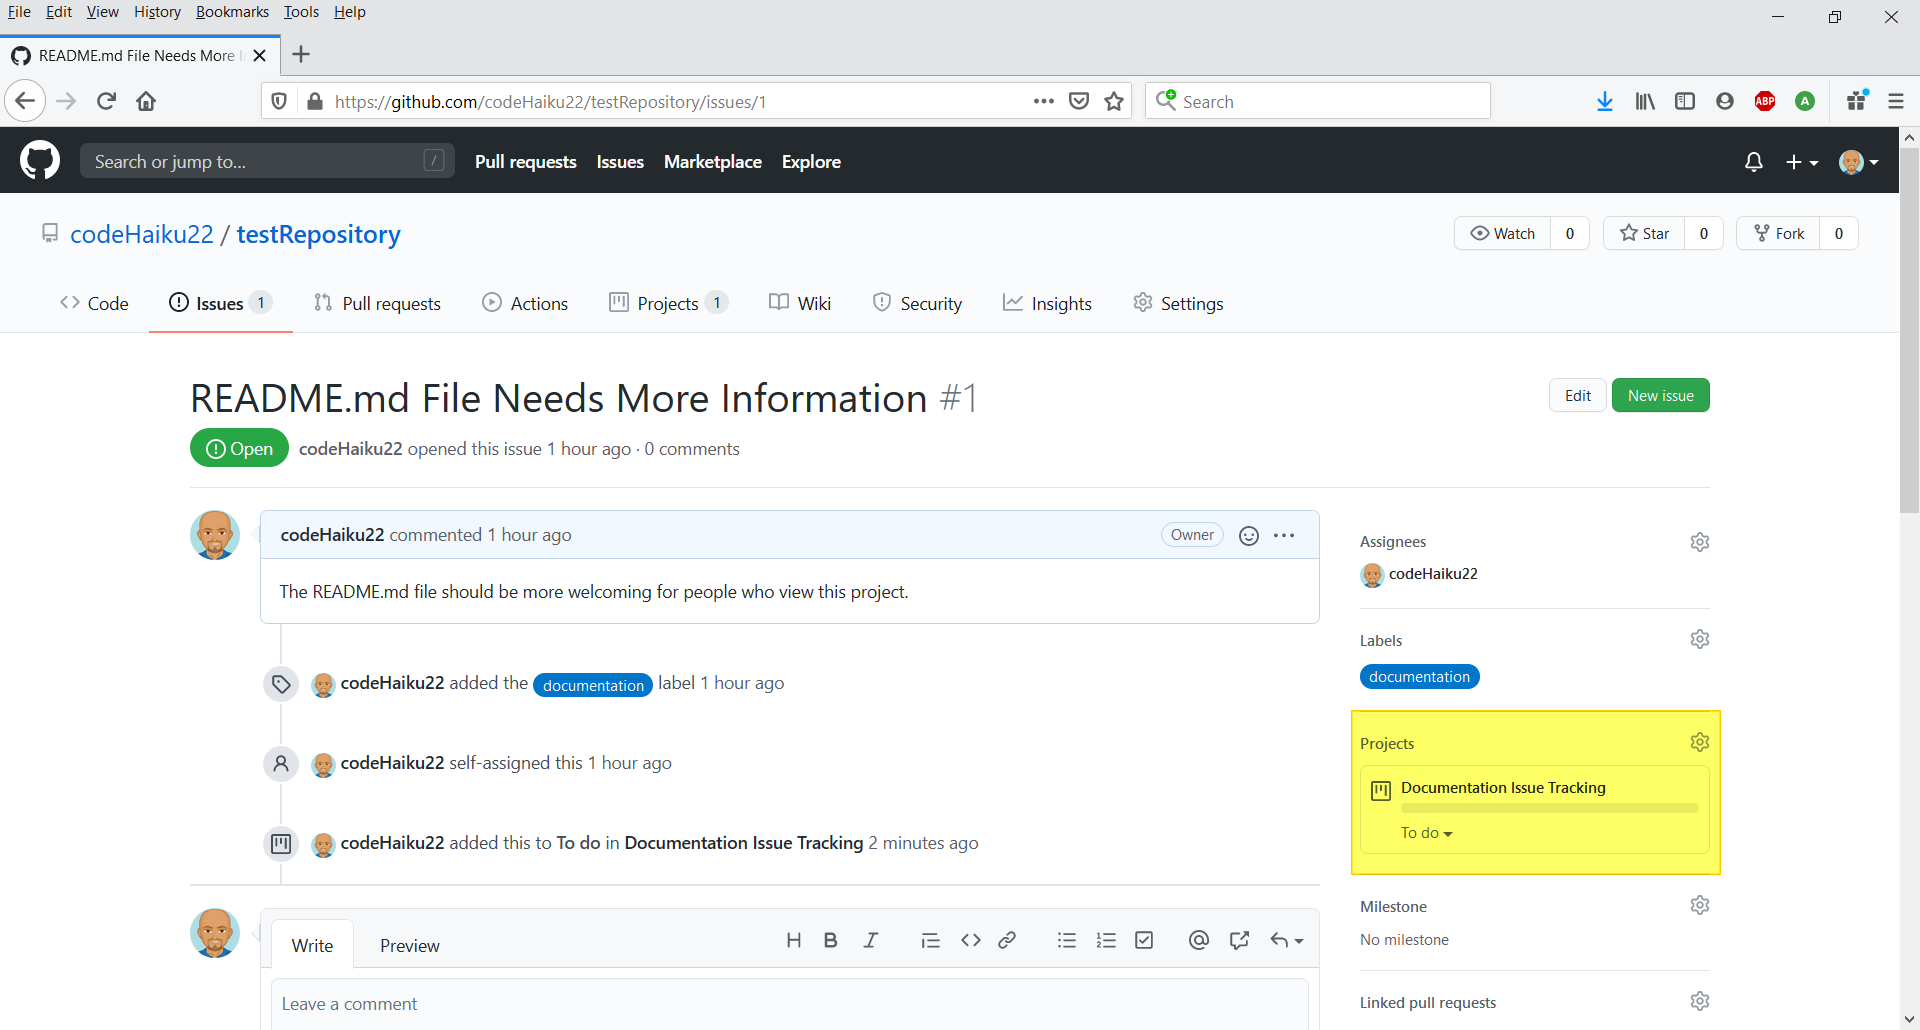 File Edit View History Bookmarks Tools Help
README.md File Needs More I
https://github.com/codeHaiku22/testRepository/issues/1
Search
ABP
A
Search or jump to... /
Pull requests Issues Marketplace Explore
codeHaiku22 / testRepository
Watch 0 Star 0 Fork 0
Code Issues 1 Pull requests Actions Projects 1 Wiki Security Insights Settings
README.md File Needs More Information #1
Edit New issue
Open codeHaiku22 opened this issue 1 hour ago · 0 comments
codeHaiku22 commented 1 hour ago
Owner
The README.md file should be more welcoming for people who view this project.
codeHaiku22 added the documentation label 1 hour ago
codeHaiku22 self-assigned this 1 hour ago
codeHaiku22 added this to To do in Documentation Issue Tracking 2 minutes ago
Write Preview
Leave a comment
Assignees
codeHaiku22
Labels
documentation
Projects
Documentation Issue Tracking
To do
Milestone
No milestone
Linked pull requests